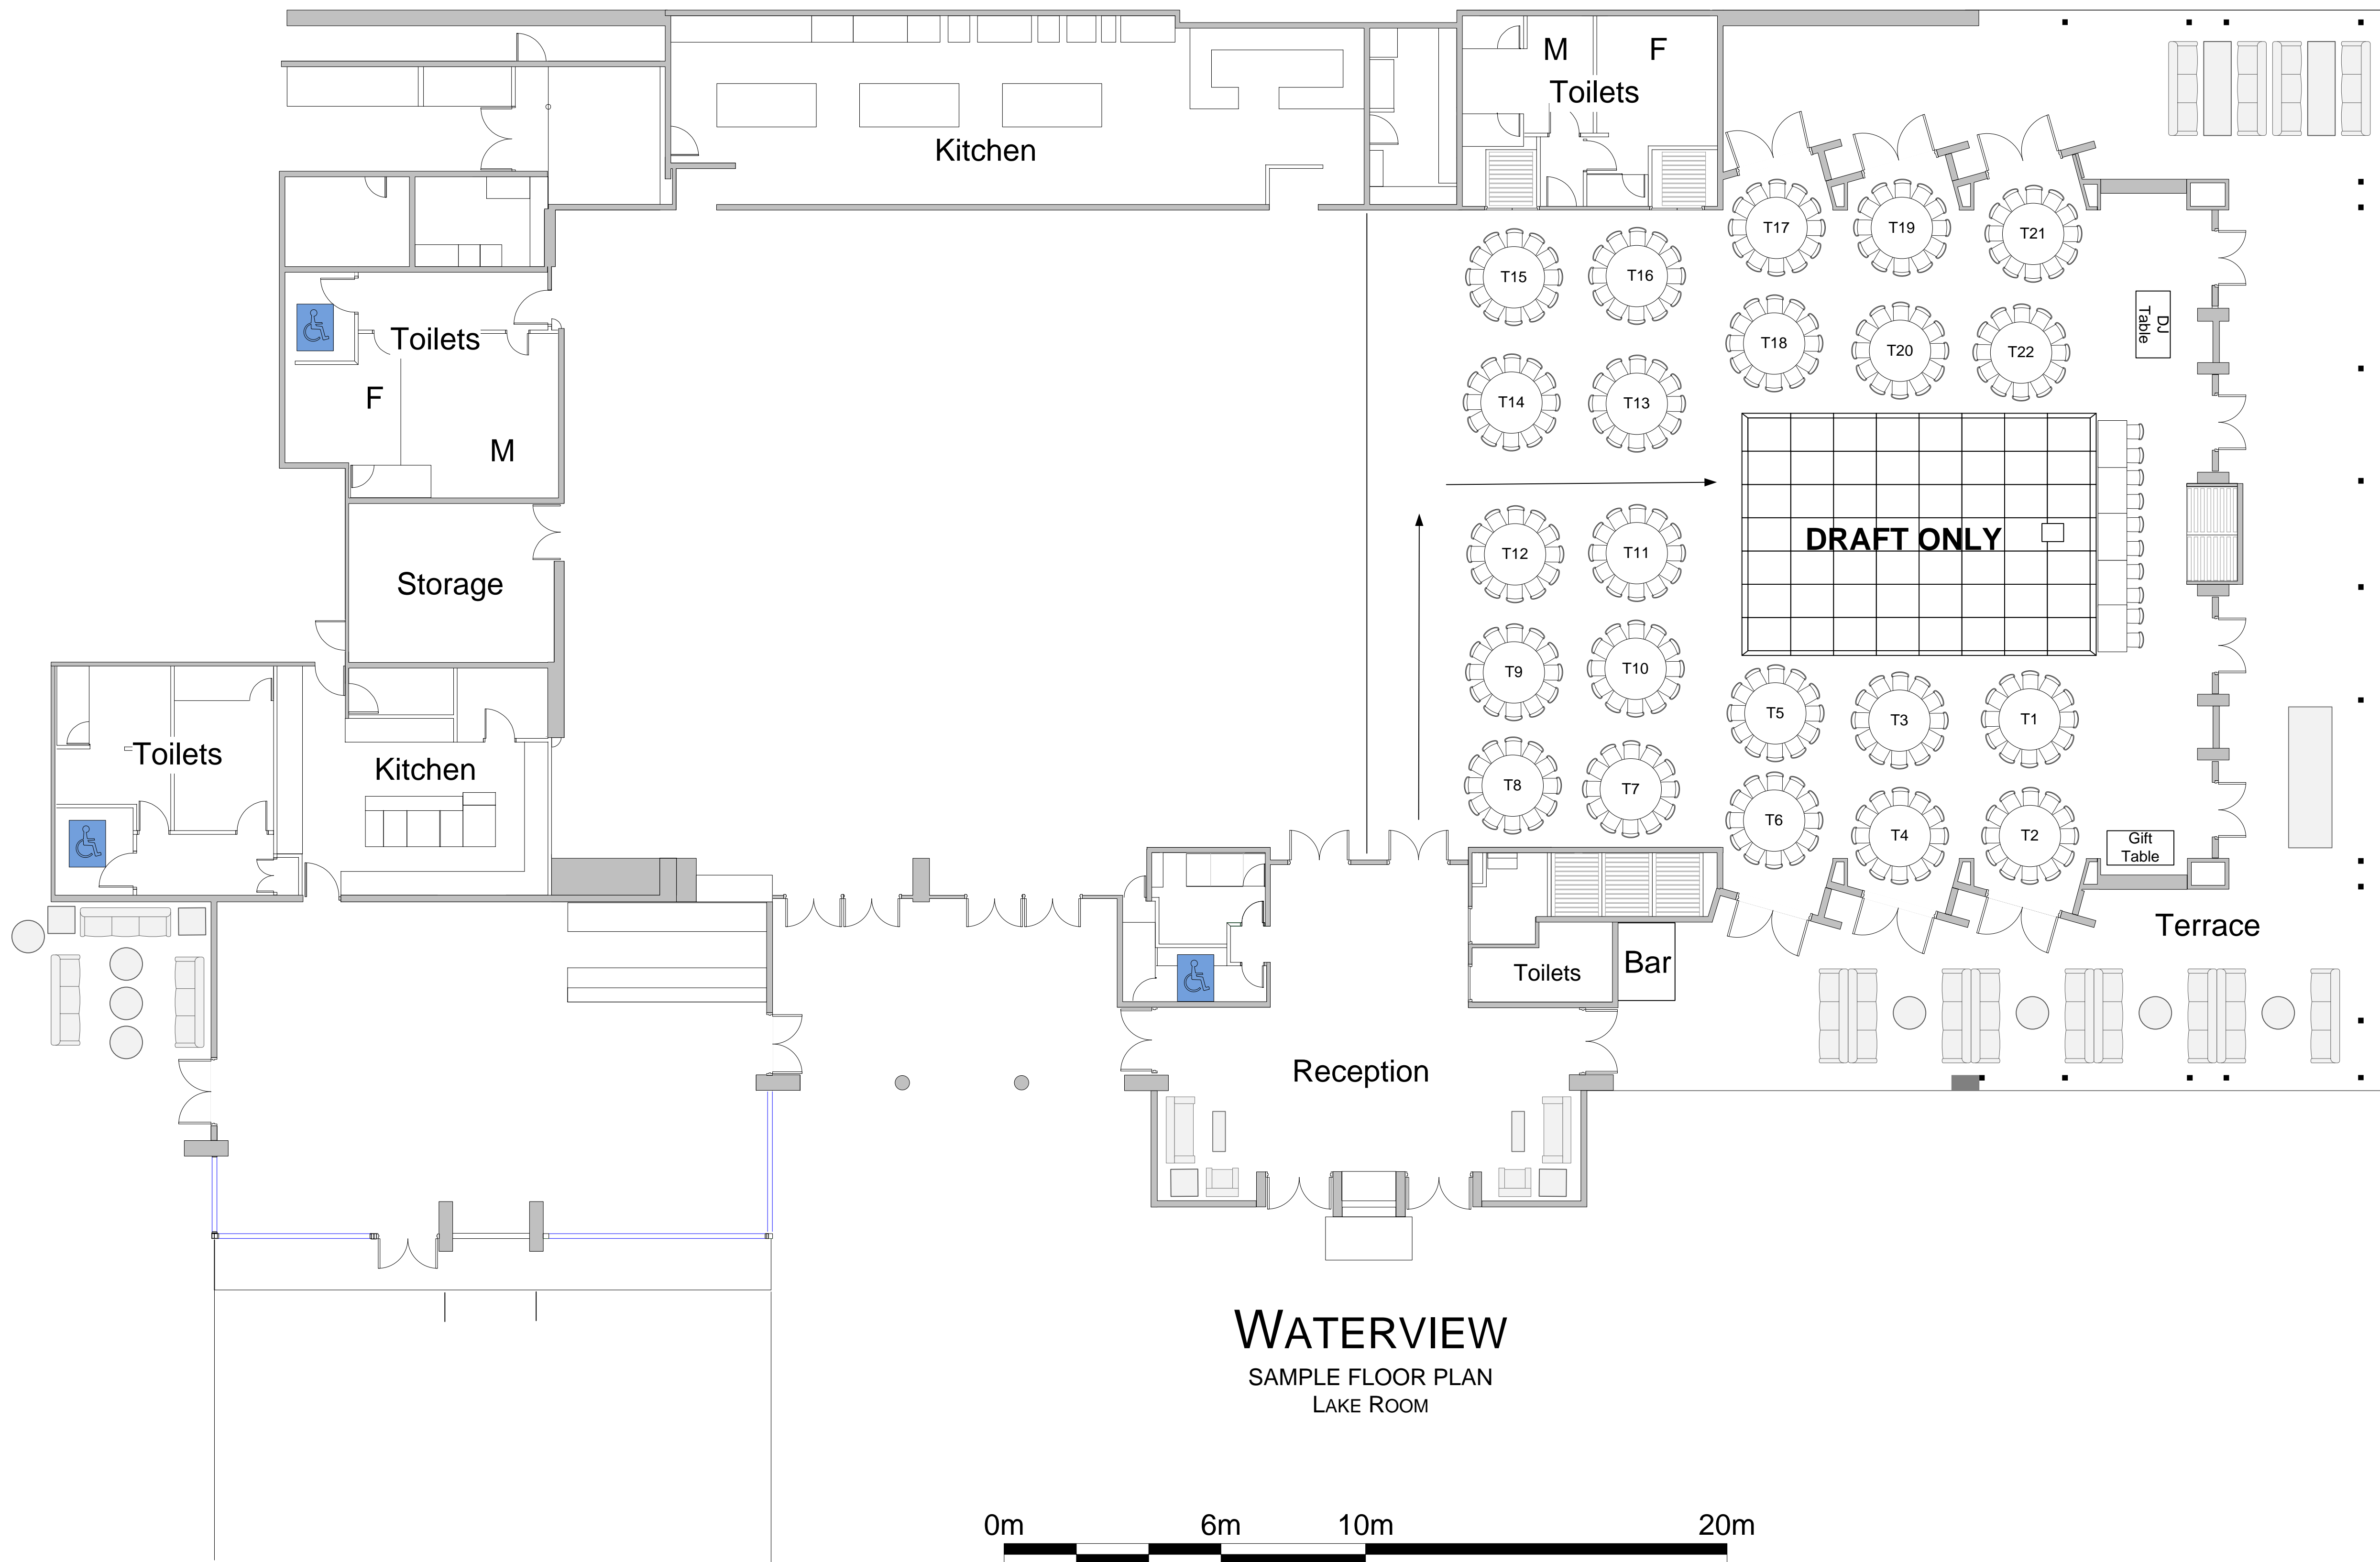 M F
Toilets
Kitchen
T17 T19 T21
T15 T16
DJ
Table
Toilets
T18 T20 T22
F
T14 T13
M
DRAFT ONLY
T12 T11
Storage
T9 T10
T5 T3 T1
Toilets
Kitchen
T8 T7
T6 T4 T2
Gift
Table
Terrace
Toilets
Bar
Reception
WATERVIEW
SAMPLE FLOOR PLAN
LAKE ROOM
0m 6m 10m 20m